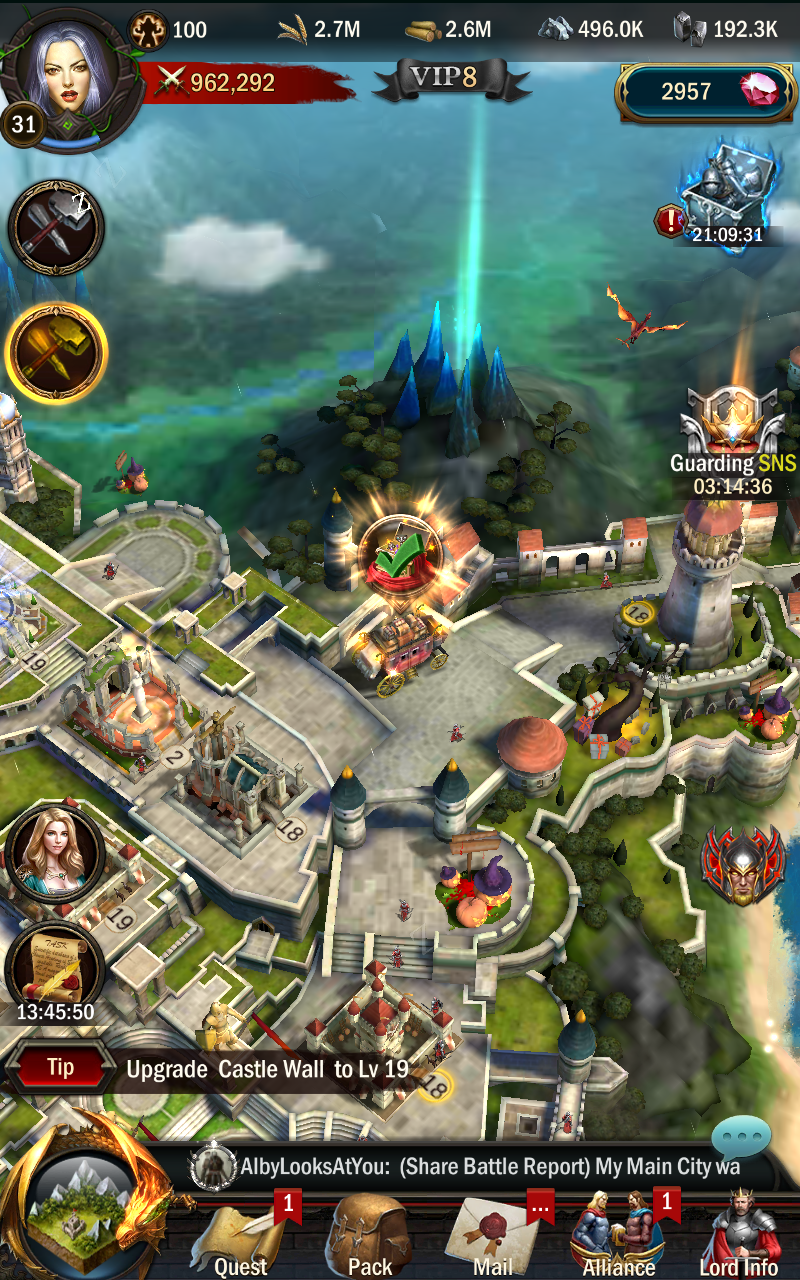 100
2.7M
2.6M
496.0K
192.3K
962,292
VIP8
2957
31
Z
21:09:31
Guarding SNS
03:14:36
18
19
2
18
19
TASK
13:45:50
Tip
Upgrade Castle Wall to Lv 19
18
AlbyLooksAtYou: (Share Battle Report) My Main City wa
1
...
1
Quest
Pack
Mail
Alliance
Lord Info